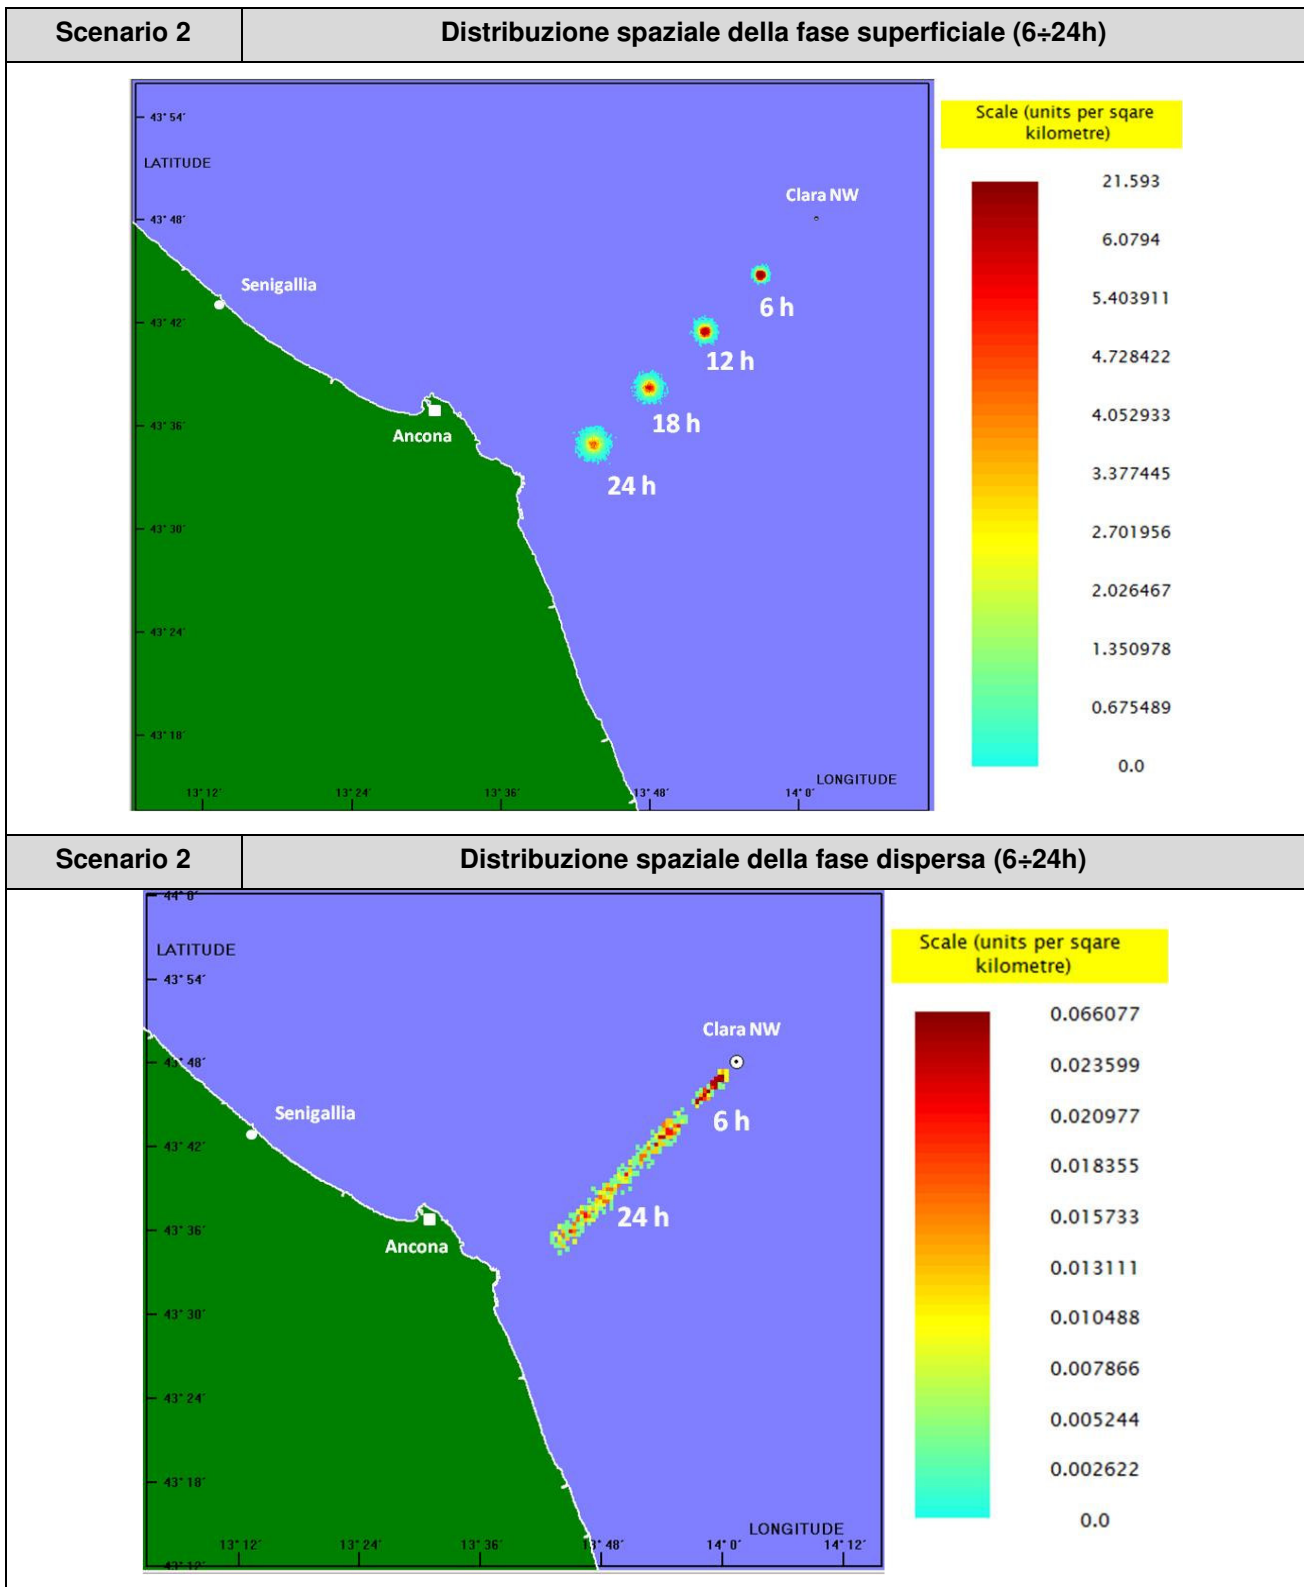 Scenario 2
Distribuzione spaziale della fase superficiale (6÷24h)
43° 54'
LATITUDE
43° 48'
43° 42'
43° 36'
43° 30'
43° 24'
43° 18'
Clara NW
Senigallia
6 h
12 h
18 h
24 h
Ancona
LONGITUDE
13° 12'
13° 24'
13° 36'
13° 48'
14° 0'
Scale (units per sqare
kilometre)
21.593
6.0794
5.403911
4.728422
4.052933
3.377445
2.701956
2.026467
1.350978
0.675489
0.0
Scenario 2
Distribuzione spaziale della fase dispersa (6÷24h)
44° 0'
LATITUDE
43° 54'
43° 48'
43° 42'
43° 36'
43° 30'
43° 24'
43° 18'
43° 12'
Clara NW
Senigallia
6 h
24 h
Ancona
LONGITUDE
13° 12'
13° 24'
13° 36'
13° 48'
14° 0'
14° 12'
Scale (units per sqare
kilometre)
0.066077
0.023599
0.020977
0.018355
0.015733
0.013111
0.010488
0.007866
0.005244
0.002622
0.0